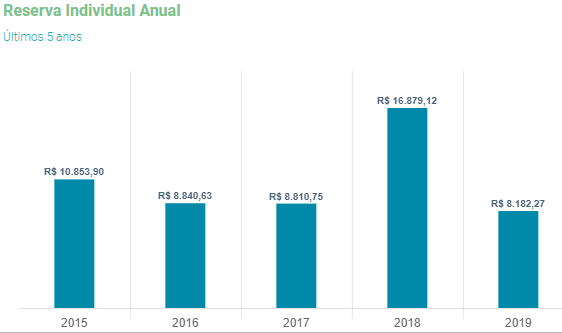 Reserva Individual Anual
Últimos 5 anos
R$ 10.853,90
R$ 8.840,63
R$ 8.810,75
R$ 16.879,12
R$ 8.182,27
2015
2016
2017
2018
2019